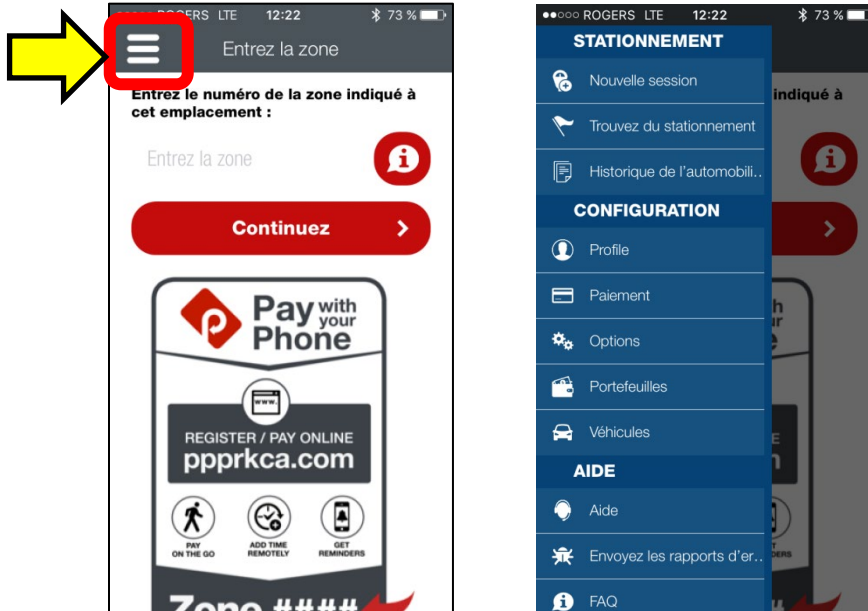 ROGERS LTE 12:22 73 %
Entrez la zone
Entrez le numéro de la zone indiqué à
cet emplacement :
Entrez la zone
Continuez
Pay with
your
Phone
www.
REGISTER / PAY ONLINE
ppprkca.com
PAY
ON THE GO
ADD TIME
REMOTELY
GET
REMINDERS
Zone ####
ROGERS LTE 12:22 73 %
STATIONNEMENT
Nouvelle session
Trouvez du stationnement
Historique de l'automobili..
CONFIGURATION
Profile
Paiement
Options
Portefeuilles
Véhicules
AIDE
Aide
Envoyez les rapports d'er..
FAQ
indiqué à